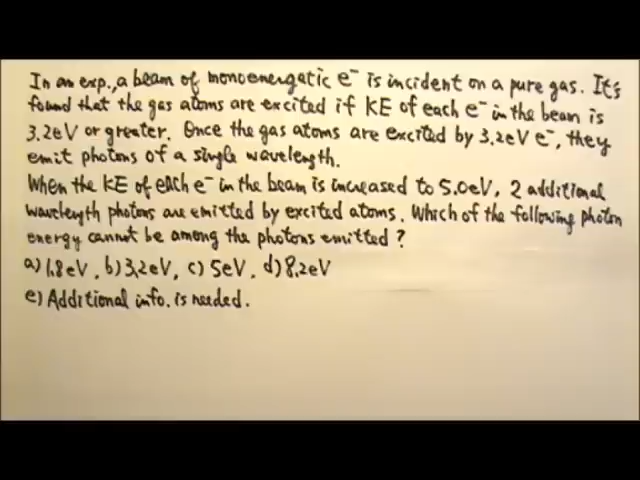 In an exp., a beam of monoenergatic e⁻ is incident on a pure gas. It's
found that the gas atoms are excited if KE of each e⁻ in the beam is
3.2eV or greater. Once the gas atoms are excited by 3.2eV e⁻, they
emit photons of a single wavelength.
When the KE of each e⁻ in the beam is increased to 5.0eV, 2 additional
wavelength photons are emitted by excited atoms. Which of the following photon
energy cannot be among the photons emitted?
a) 1.8eV, b) 3.2eV, c) 5eV, d) 8.2eV
e) Additional info. is needed.